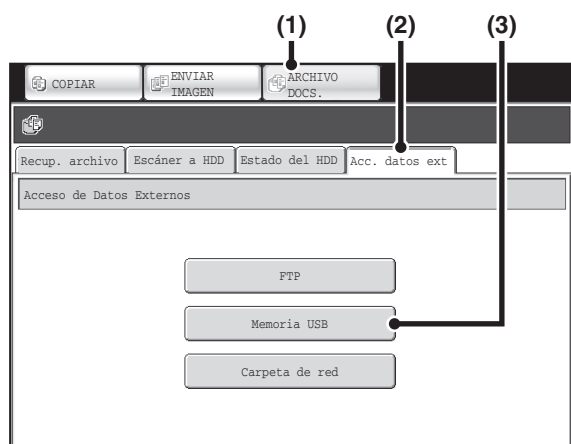 (1) (2) (3)
COPIAR
ENVIAR
IMAGEN
ARCHIVO
DOCS.
Recup. archivo Escáner a HDD Estado del HDD Acc. datos ext
Acceso de Datos Externos
FTP
Memoria USB
Carpeta de red